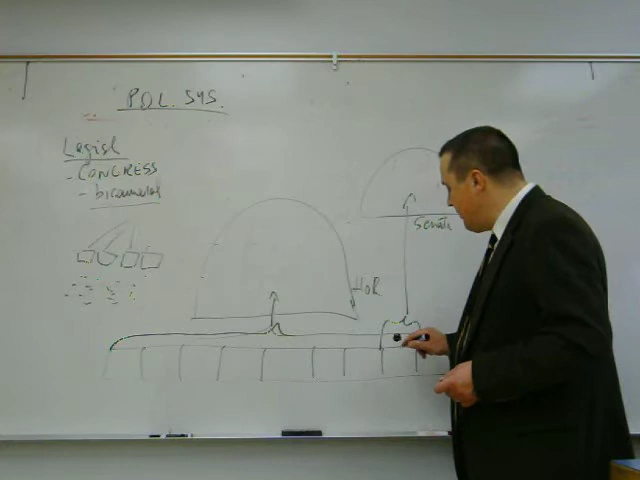 POL. SYS.
Legisl
- CONGRESS
- bicameral
Senate
HoR